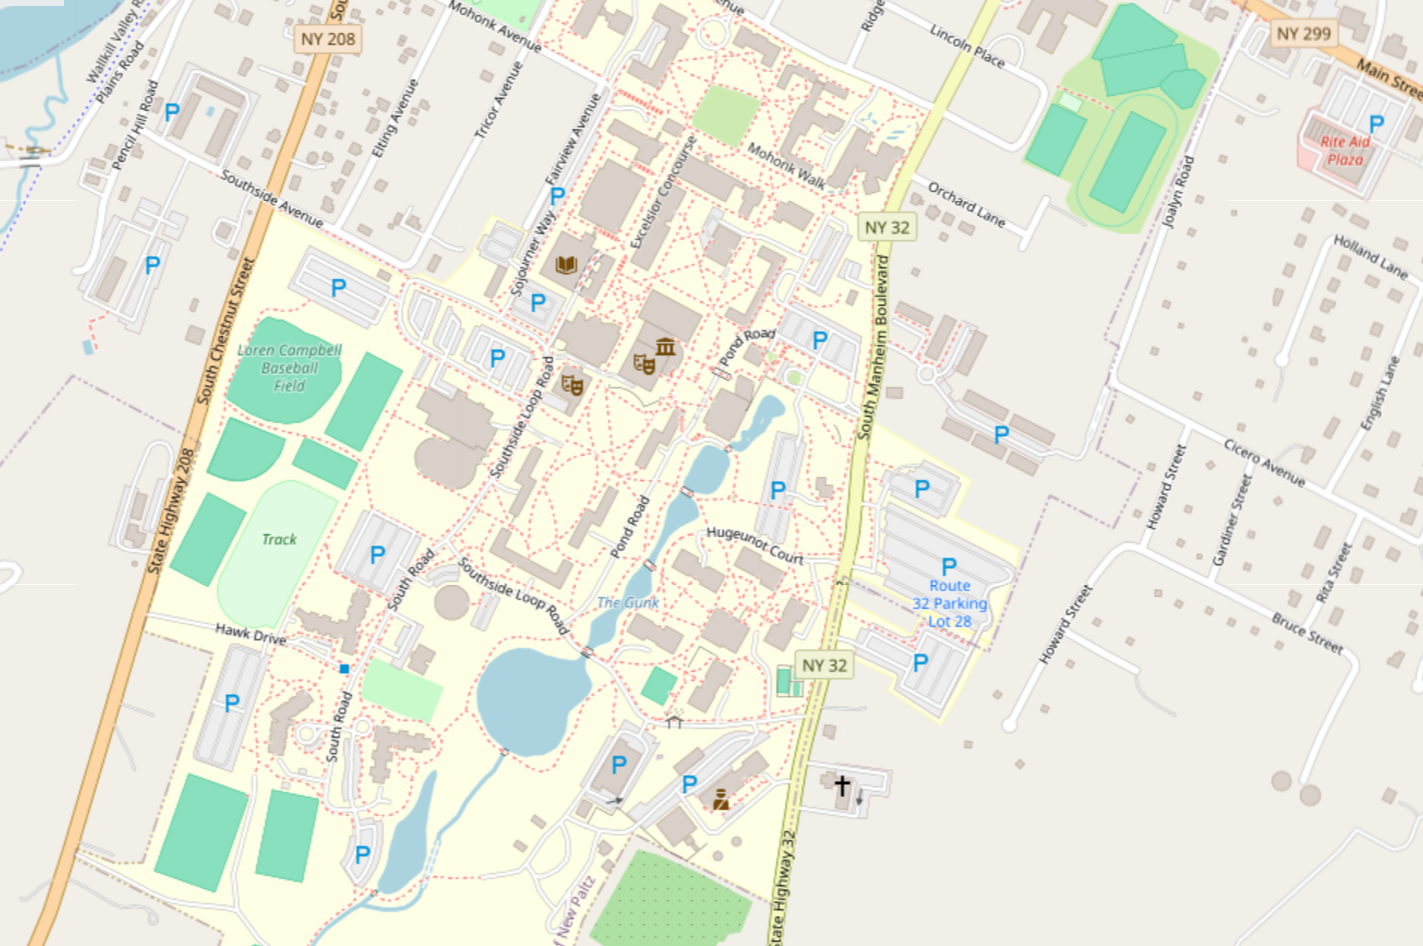 Mohonk Avenue
Lincoln Place
NY 208
NY 299
Main Stree
Wallkill Valley R
Plains Road
P
Pencil Hill Road
Elting Avenue
Tricor Avenue
Fairview Avenue
Ridge
P
Rite Aid
Plaza
Mohonk Walk
Excelsior Concourse
Southside Avenue
P
Orchard Lane
Joalyn Road
NY 32
Sojourner Way
Holland Lane
P
P
P
South Chestnut Street
South Manheim Boulevard
Pond Road
P
P
Loren Campbell
Baseball
Field
Southside Loop Road
English Lane
P
Cicero Avenue
State Highway 208
Howard Street
Gardiner Street
P
P
Pond Road
Track
P
Hugeunot Court
P
Route
32 Parking
Lot 28
South Road
Southside Loop Road
The Gunk
Rita Street
Howard Street
Bruce Street
Hawk Drive
P
NY 32
P
South Road
P
P
P
State Highway 32
f New Paltz